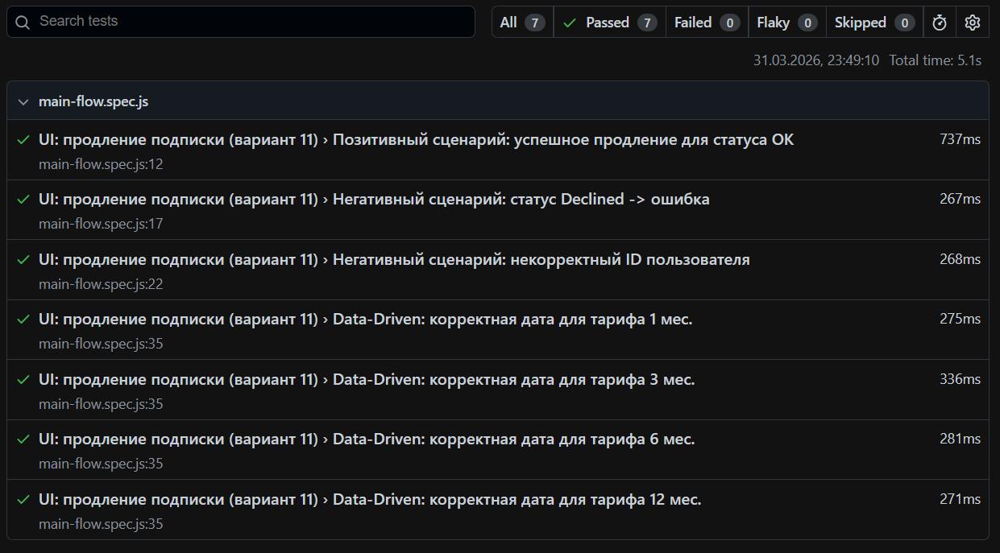 Search tests
All 7 Passed 7 Failed 0 Flaky 0 Skipped 0
31.03.2026, 23:49:10 Total time: 5.1s
main-flow.spec.js
UI: продление подписки (вариант 11) › Позитивный сценарий: успешное продление для статуса ОК 737ms
main-flow.spec.js:12
UI: продление подписки (вариант 11) › Негативный сценарий: статус Declined -> ошибка 267ms
main-flow.spec.js:17
UI: продление подписки (вариант 11) › Негативный сценарий: некорректный ID пользователя 268ms
main-flow.spec.js:22
UI: продление подписки (вариант 11) › Data-Driven: корректная дата для тарифа 1 мес. 275ms
main-flow.spec.js:35
UI: продление подписки (вариант 11) › Data-Driven: корректная дата для тарифа 3 мес. 336ms
main-flow.spec.js:35
UI: продление подписки (вариант 11) › Data-Driven: корректная дата для тарифа 6 мес. 281ms
main-flow.spec.js:35
UI: продление подписки (вариант 11) › Data-Driven: корректная дата для тарифа 12 мес. 271ms
main-flow.spec.js:35